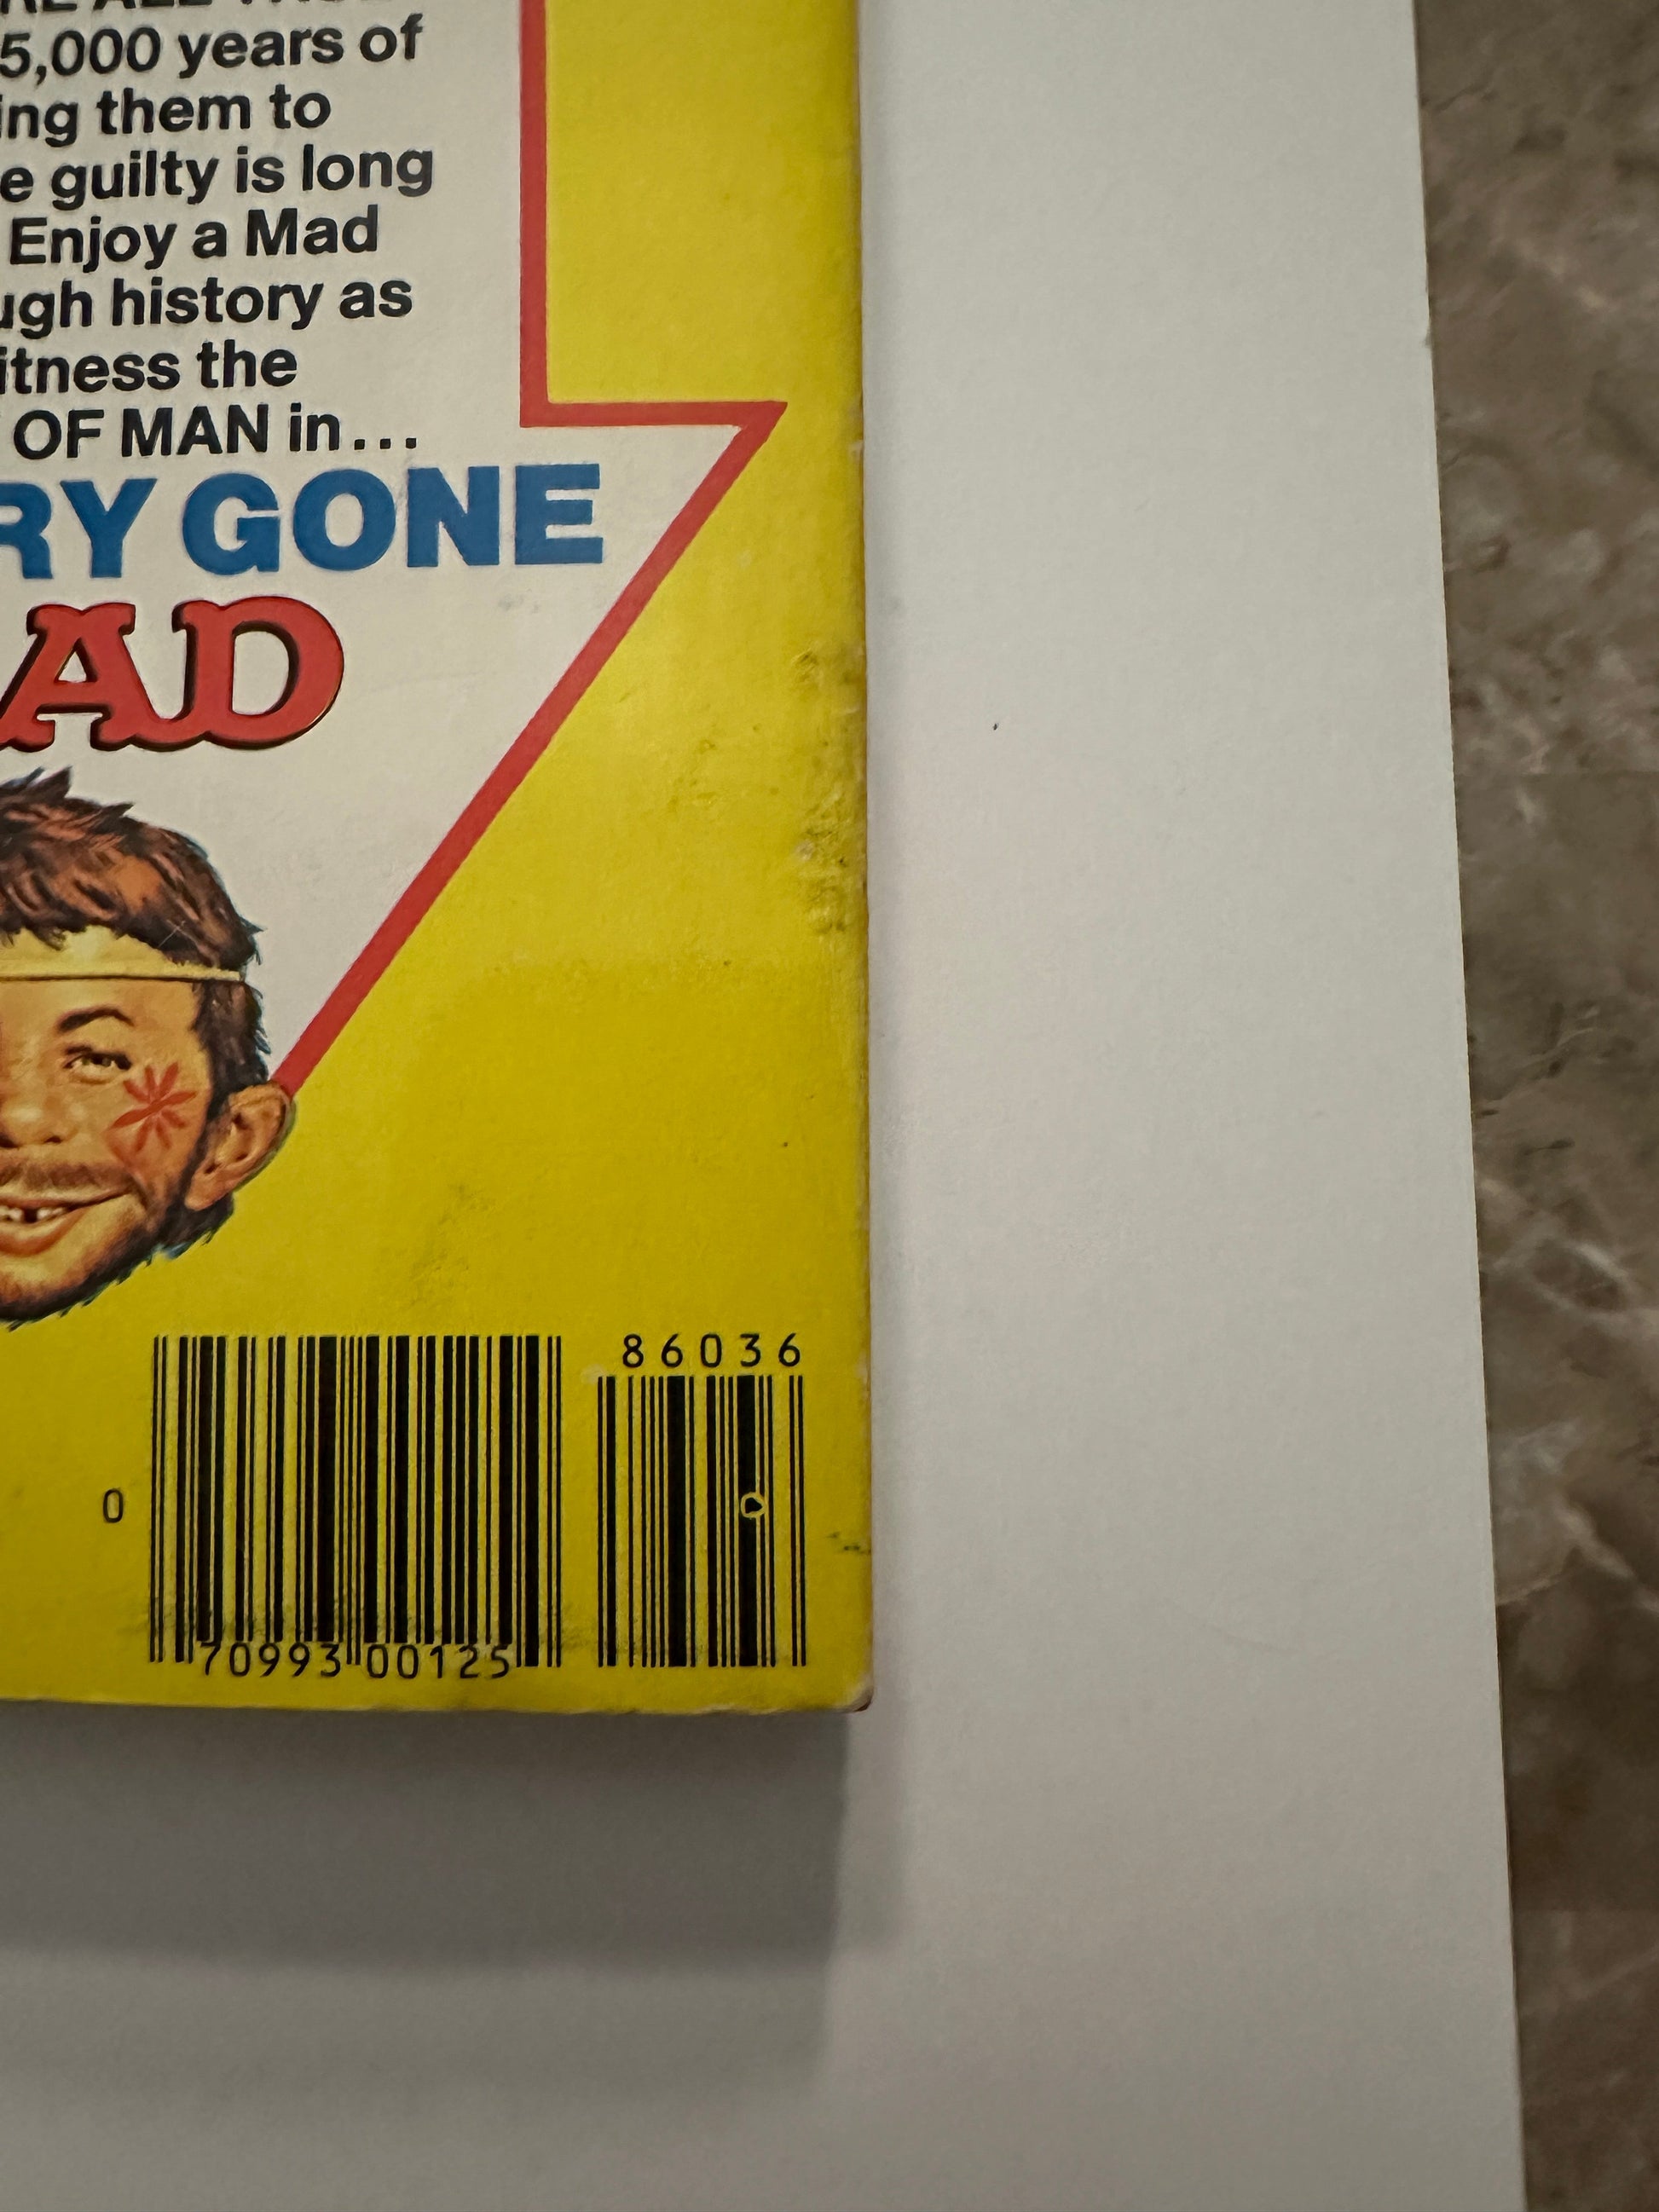 5,000 years of
ing them to
e guilty is long
Enjoy a Mad
ugh history as
itness the
OF MAN in...
RY GONE
AD
86036
0
70993 00125